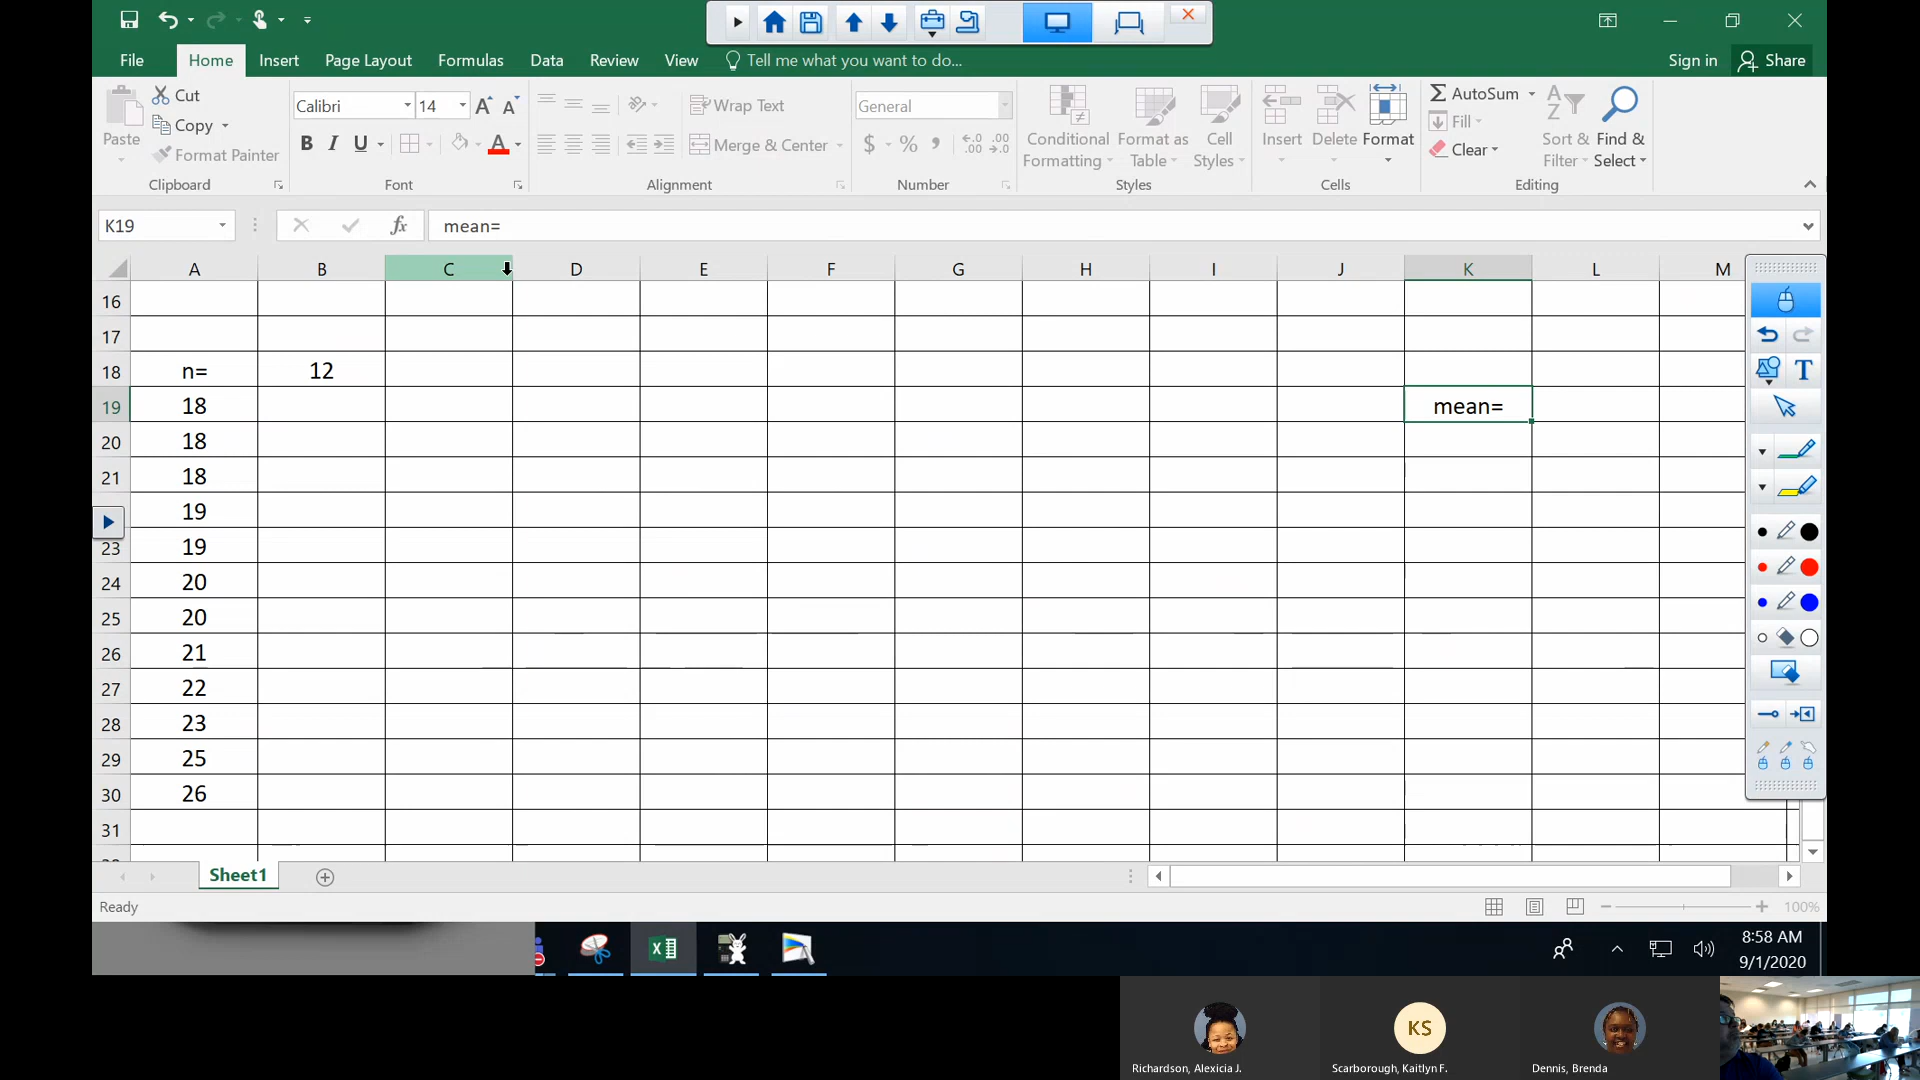 File Home Insert Page Layout Formulas Data Review View Tell me what you want to do... Sign in Share
Paste Cut Calibri 14 Wrap Text General Conditional Formatting Format as Table Cell Styles Insert Delete Format AutoSum Sort & Filter Find & Select
Copy B I U Merge & Center $ % , Fill
Format Painter A Clear
Clipboard Font Alignment Number Styles Cells Editing
K19 fx mean=
A B C D E F G H I J K L M
16
17
18 n= 12
19 18 mean=
20 18
21 18
19
23 19
24 20
25 20
26 21
27 22
28 23
29 25
30 26
31
Sheet1
Ready 100%
8:58 AM
9/1/2020
KS
Richardson, Alexicia J. Scarborough, Kaitlyn F. Dennis, Brenda